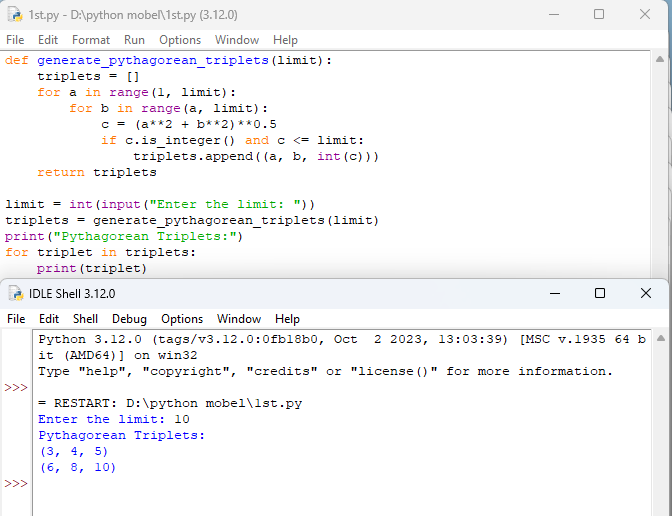 1st.py - D:\python mobel\1st.py (3.12.0)
File Edit Format Run Options Window Help
def generate_pythagorean_triplets(limit):
    triplets = []
    for a in range(1, limit):
        for b in range(a, limit):
            c = (a**2 + b**2)**0.5
            if c.is_integer() and c <= limit:
                triplets.append((a, b, int(c)))
    return triplets

limit = int(input("Enter the limit: "))
triplets = generate_pythagorean_triplets(limit)
print("Pythagorean Triplets:")
for triplet in triplets:
    print(triplet)
IDLE Shell 3.12.0
File Edit Shell Debug Options Window Help
Python 3.12.0 (tags/v3.12.0:0fb18b0, Oct  2 2023, 13:03:39) [MSC v.1935 64 b
it (AMD64)] on win32
Type "help", "copyright", "credits" or "license()" for more information.
>>>
= RESTART: D:\python mobel\1st.py
Enter the limit: 10
Pythagorean Triplets:
(3, 4, 5)
(6, 8, 10)
>>>